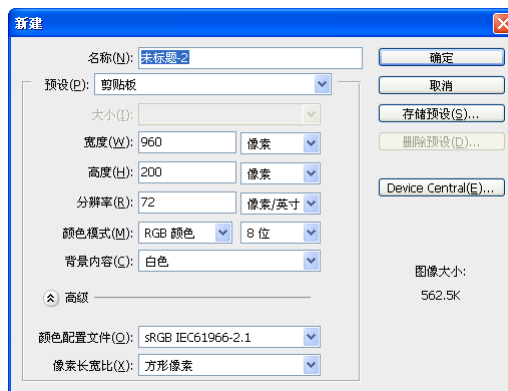 新建
名称(N): 未标题-2
确定
预设(P): 剪贴板
取消
大小(I):
存储预设(S)...
宽度(W): 960 像素
删除预设(D)...
高度(H): 200 像素
分辨率(R): 72 像素/英寸
Device Central(E)...
颜色模式(M): RGB 颜色 8 位
背景内容(C): 白色
图像大小:
562.5K
高级
颜色配置文件(O): sRGB IEC61966-2.1
像素长宽比(X): 方形像素